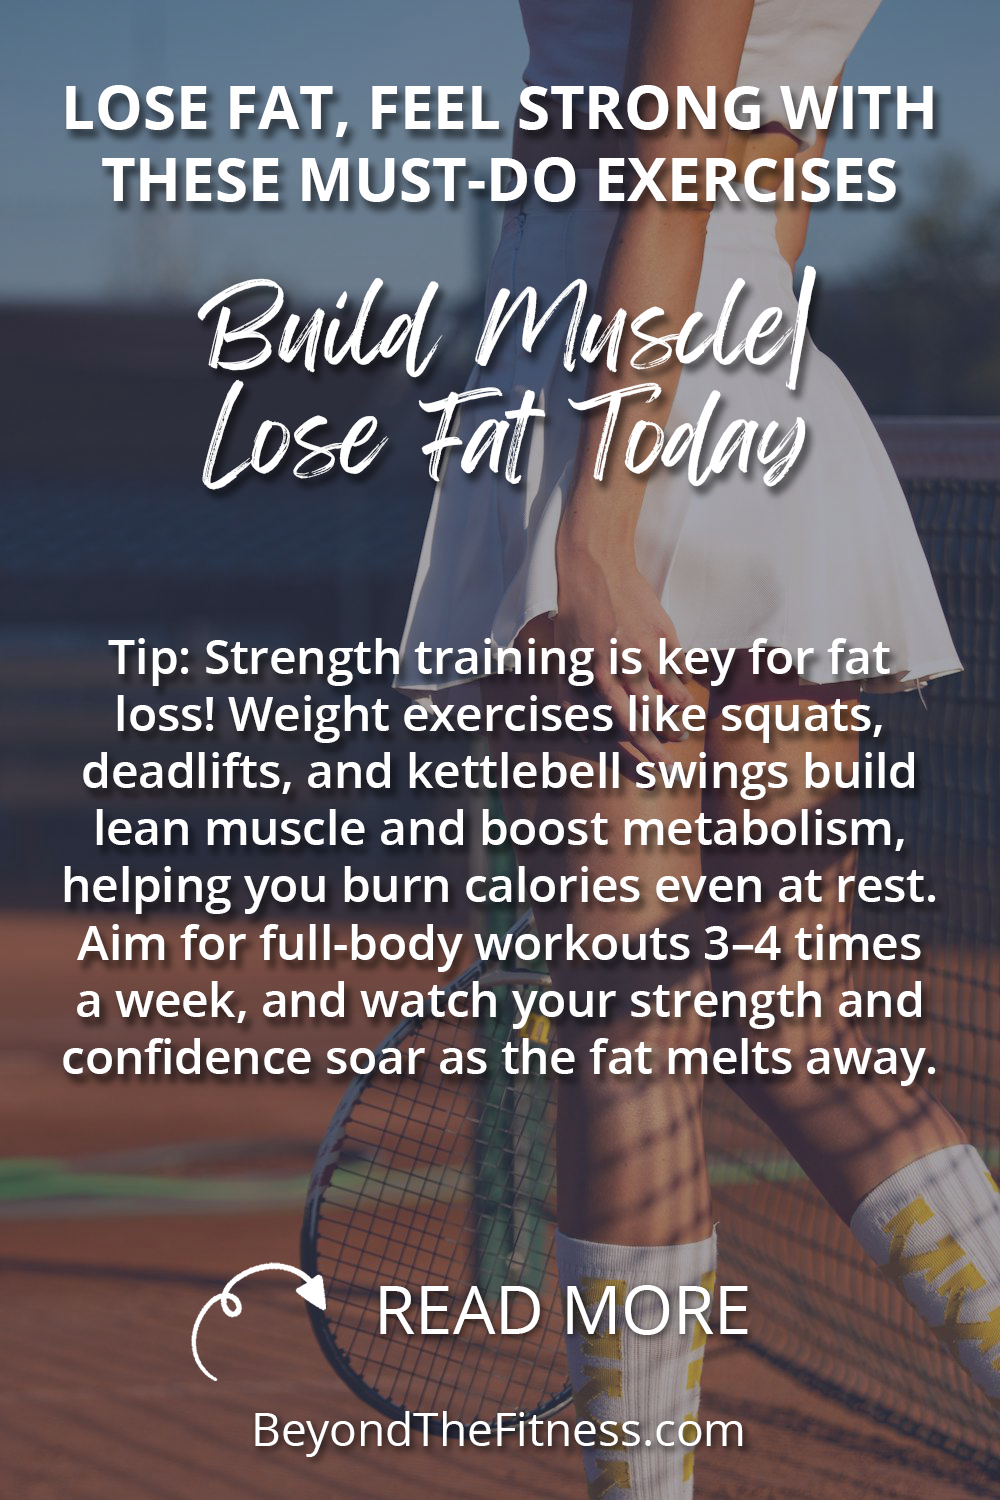 LOSE FAT, FEEL STRONG WITH
THESE MUST-DO EXERCISES
Build Muscle|
Lose Fat Today
Tip: Strength training is key for fat
loss! Weight exercises like squats,
deadlifts, and kettlebell swings build
lean muscle and boost metabolism,
helping you burn calories even at rest.
Aim for full-body workouts 3–4 times
a week, and watch your strength and
confidence soar as the fat melts away.
READ MORE
BeyondTheFitness.com